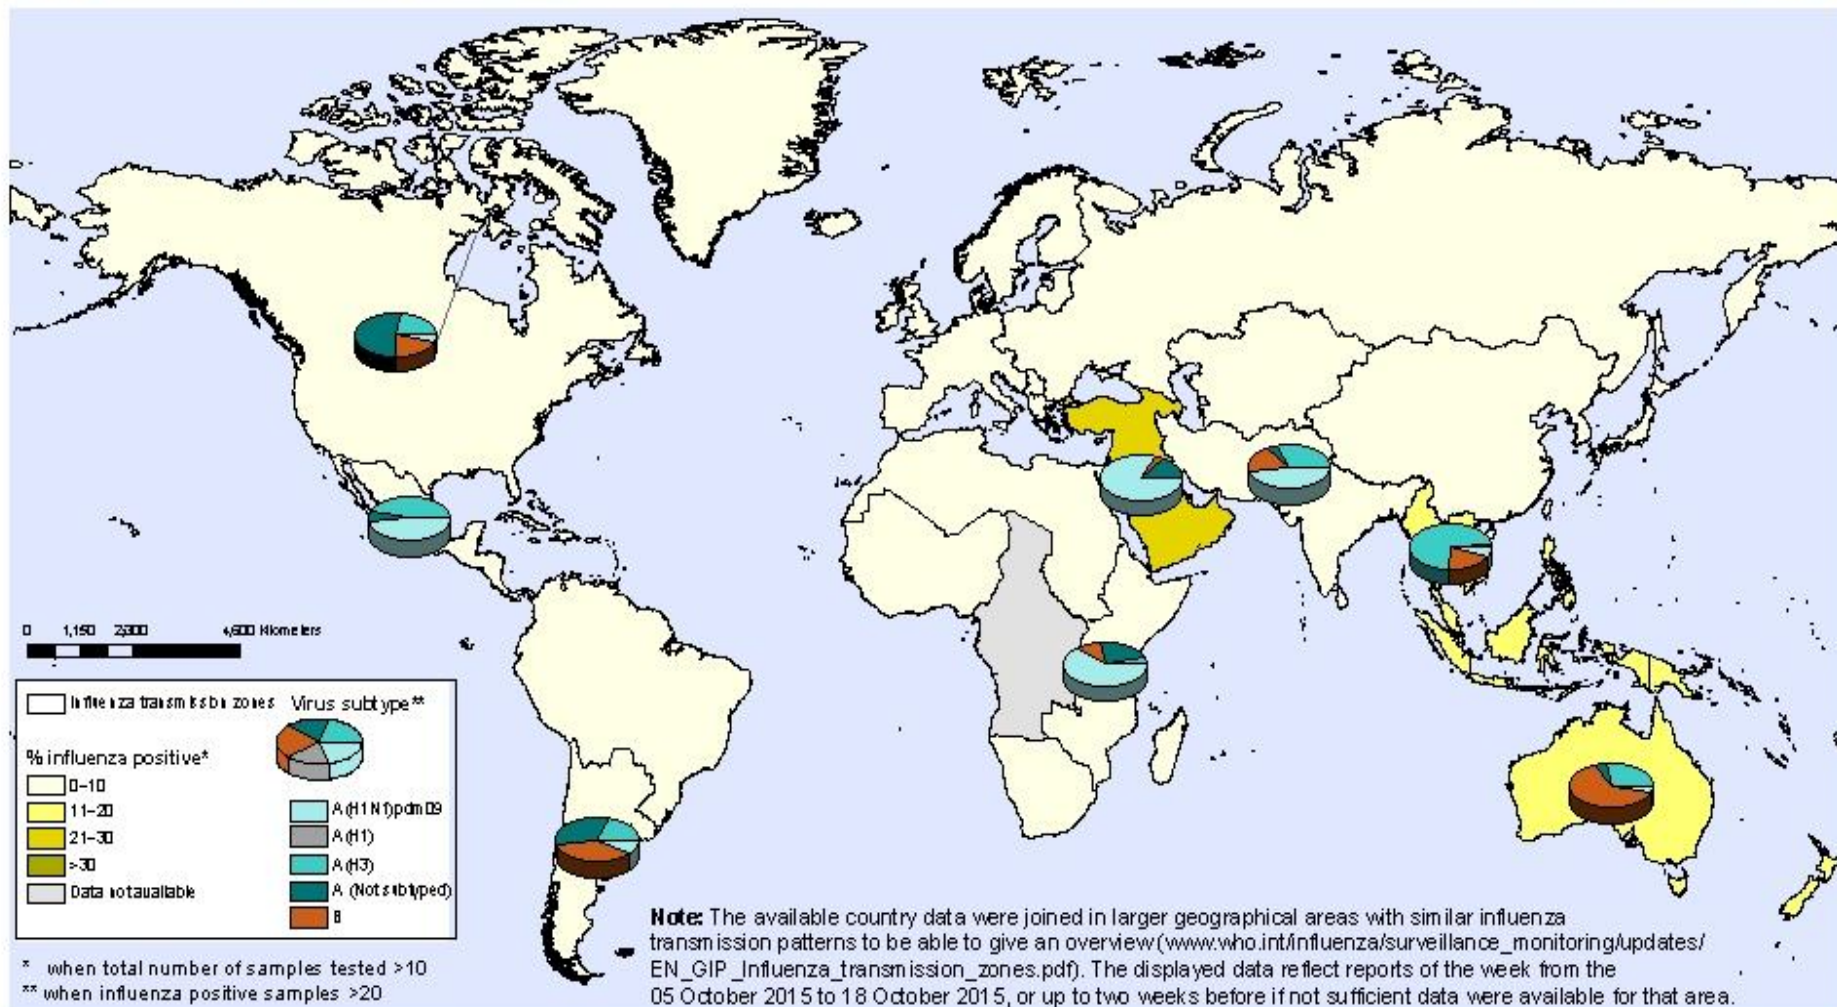 0 1,150 2,300 4,600 Kilometers
Influenza transmission zones
Virus subtype**
% influenza positive*
0–10
11–20
21–30
>30
Data not available
A(H1N1)pdm09
A(H1)
A(H3)
A (Not subtyped)
B
* when total number of samples tested >10
** when influenza positive samples >20
Note: The available country data were joined in larger geographical areas with similar influenza
transmission patterns to be able to give an overview (www.who.int/influenza/surveillance_monitoring/updates/
EN_GIP_Influenza_transmission_zones.pdf). The displayed data reflect reports of the week from the
05 October 2015 to 18 October 2015, or up to two weeks before if not sufficient data were available for that area.